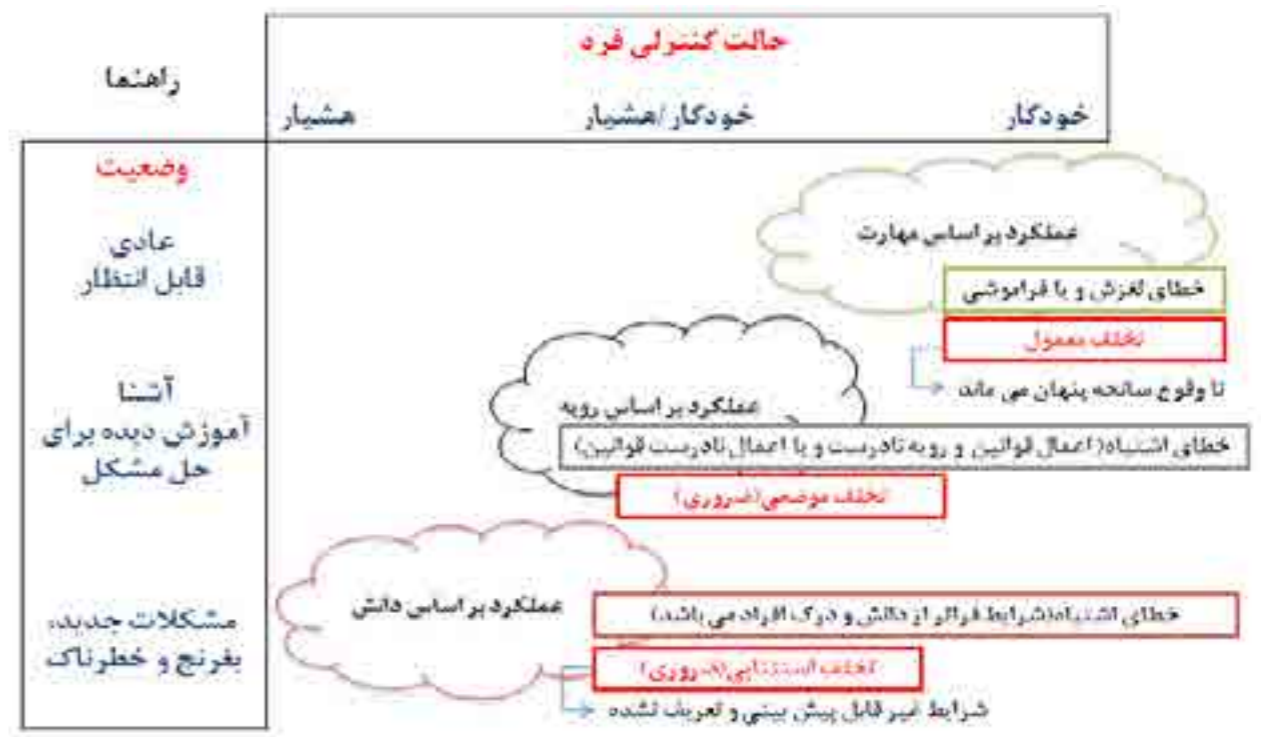 حالت کنترلی فرد
راهنما
خودکار
خودکار/هشیار
هشیار
وضعیت
عادی
قابل انتظار
عملکرد بر اساس مهارت
خطای لغزش و یا فراموشی
تخلف معمول
تا وقوع سانحه پنهان می ماند
آشنا
آموزش دیده برای
حل مشکل
عملکرد بر اساس رویه
خطای اشتباه(اعمال قوانین و رویه نادرست و یا اعمال نادرست قوانین)
تخلف موضعی(ضروری)
مشکلات جدید،
بغرنج و خطرناک
عملکرد بر اساس دانش
خطای اشتباه(شرایط فراتر از دانش و درک افراد می باشد)
تخلف استثنایی(ضروری)
شرایط غیر قابل پیش بینی و تعریف نشده